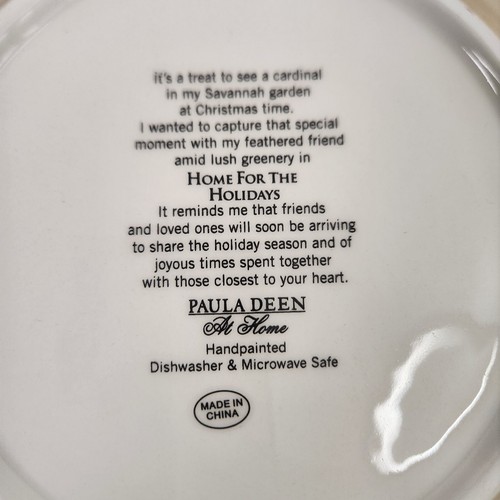 it's a treat to see a cardinal
in my Savannah garden
at Christmas time.
I wanted to capture that special
moment with my feathered friend
amid lush greenery in
HOME FOR THE
HOLIDAYS
It reminds me that friends
and loved ones will soon be arriving
to share the holiday season and of
joyous times spent together
with those closest to your heart.
PAULA DEEN
At Home
Handpainted
Dishwasher & Microwave Safe
MADE IN
CHINA